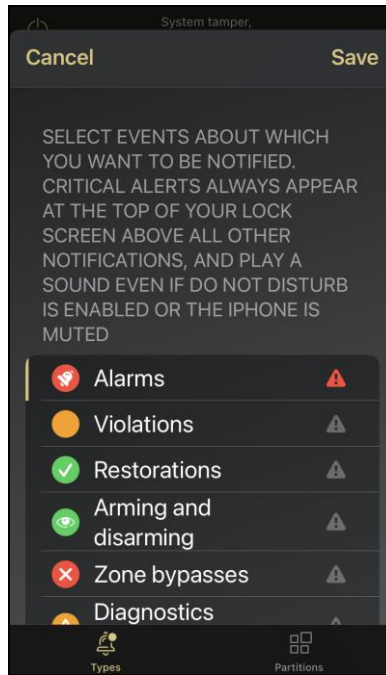 System tamper,
Cancel
Save
SELECT EVENTS ABOUT WHICH
YOU WANT TO BE NOTIFIED.
CRITICAL ALERTS ALWAYS APPEAR
AT THE TOP OF YOUR LOCK
SCREEN ABOVE ALL OTHER
NOTIFICATIONS, AND PLAY A
SOUND EVEN IF DO NOT DISTURB
IS ENABLED OR THE IPHONE IS
MUTED
Alarms
Violations
Restorations
Arming and
disarming
Zone bypasses
Diagnostics
Types
Partitions